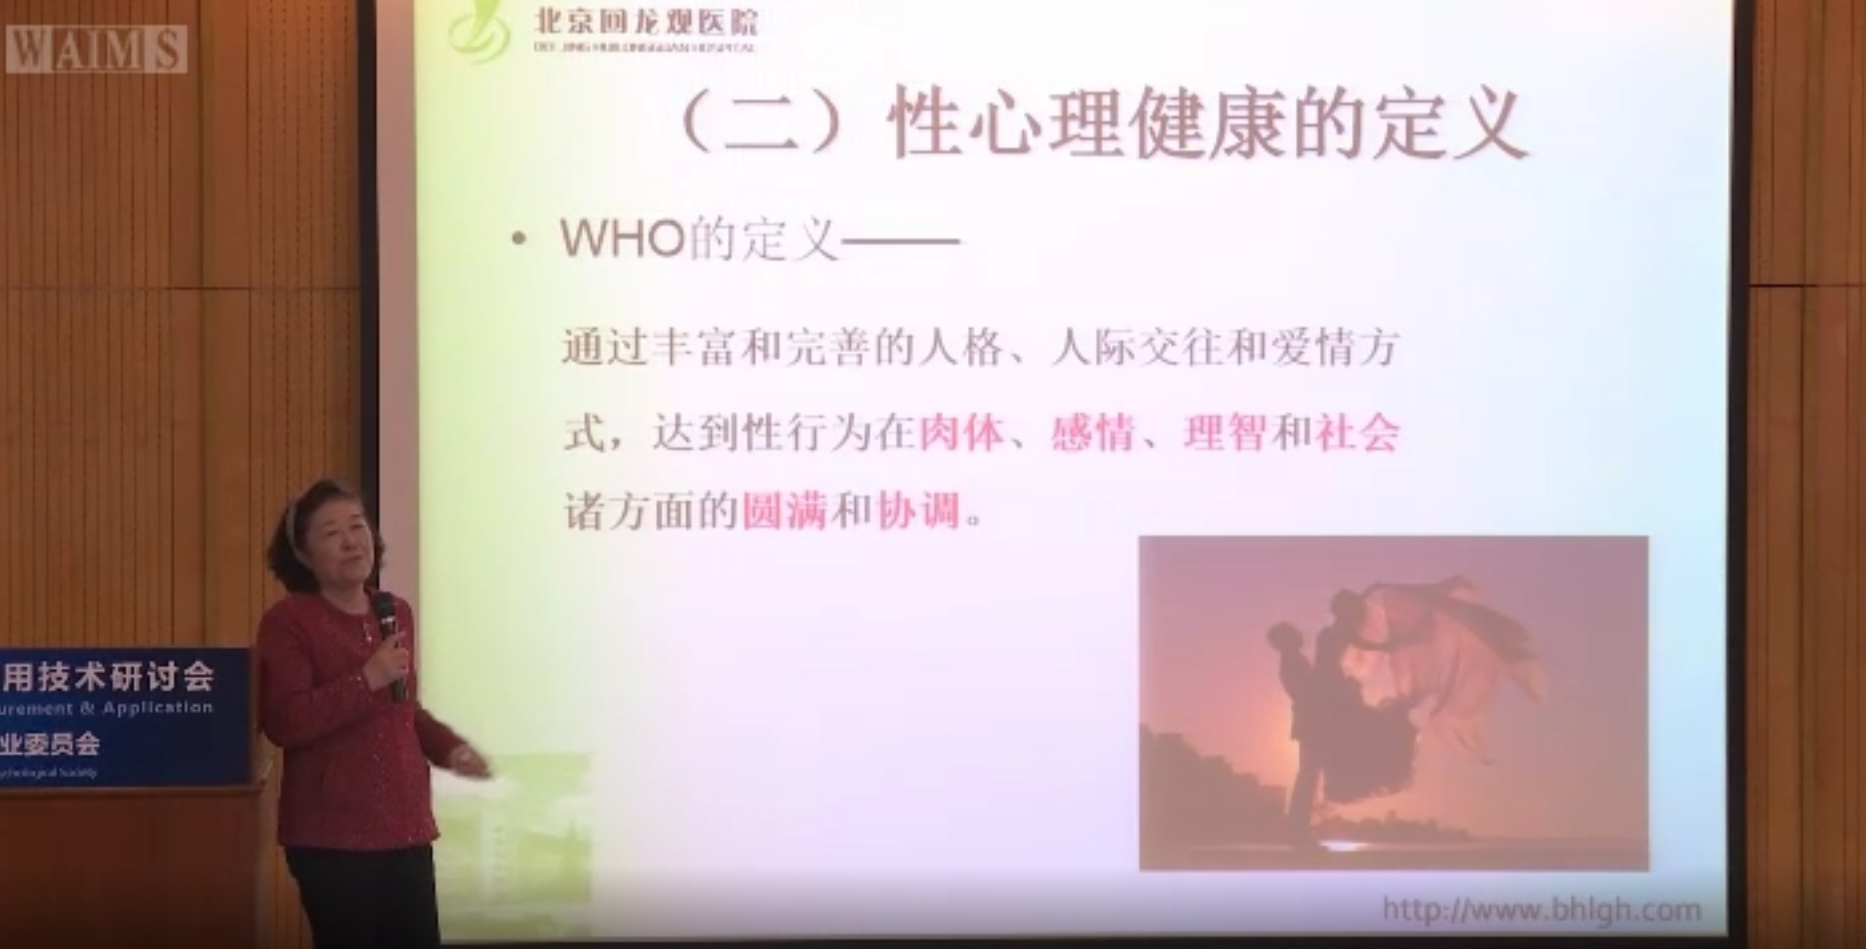 WAIMS
北京回龙观医院
BEIJING HUILONGGUAN HOSPITAL
（二）性心理健康的定义
• WHO的定义——
通过丰富和完善的人格、人际交往和爱情方
式，达到性行为在肉体、感情、理智和社会
诸方面的圆满和协调。
用技术研讨会
urement & Application
业委员会
ychological Society
http://www.bhlgh.com